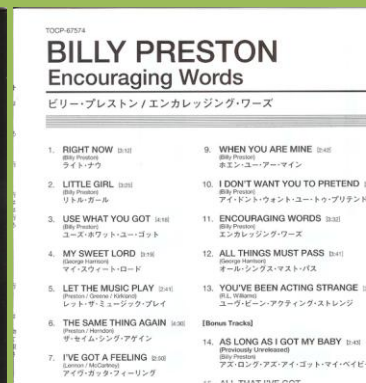 TOCP-67574
BILLY PRESTON
Encouraging Words
ビリー・プレストン / エンカレッジング・ワーズ
1. RIGHT NOW [3:12]
(Billy Preston)
ライト・ナウ
2. LITTLE GIRL [3:25]
(Billy Preston)
リトル・ガール
3. USE WHAT YOU GOT [4:18]
(Billy Preston)
ユーズ・ホワット・ユー・ゴット
4. MY SWEET LORD [3:15]
(George Harrison)
マイ・スウィート・ロード
5. LET THE MUSIC PLAY [2:41]
(Preston / Greene / Kirkland)
レット・ザ・ミュージック・プレイ
6. THE SAME THING AGAIN [4:30]
(Preston / Herndon)
ザ・セイム・シング・アゲイン
7. I'VE GOT A FEELING [2:50]
(Lennon / McCartney)
アイヴ・ガッタ・フィーリング
9. WHEN YOU ARE MINE [2:42]
(Billy Preston)
ホエン・ユー・アー・マイン
10. I DON'T WANT YOU TO PRETEND
(Billy Preston)
アイ・ドント・ウォント・ユー・トゥ・プリテンド
11. ENCOURAGING WORDS [3:32]
(Billy Preston)
エンカレッジング・ワーズ
12. ALL THINGS MUST PASS [3:41]
(George Harrison)
オール・シングス・マスト・パス
13. YOU'VE BEEN ACTING STRANGE
(R.L. Williams)
ユーヴ・ビーン・アクティング・ストレンジ
[Bonus Tracks]
14. AS LONG AS I GOT MY BABY [2:45]
(Previously Unreleased)
(Billy Preston)
アズ・ロング・アズ・アイ・ゴット・マイ・ベイビ
15. ALL THAT I'VE GOT